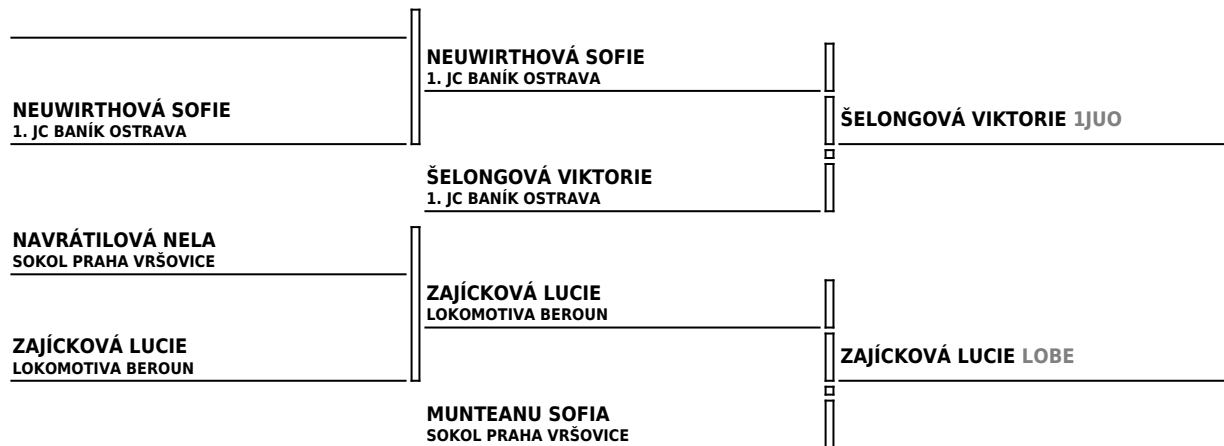 NEUWIRTHOVÁ SOFIE
1. JC BANÍK OSTRAVA
NEUWIRTHOVÁ SOFIE
1. JC BANÍK OSTRAVA
ŠELONGOVÁ VIKTORIE 1JUO
ŠELONGOVÁ VIKTORIE
1. JC BANÍK OSTRAVA
NAVRÁTILOVÁ NELA
SOKOL PRAHA VRŠOVICE
ZAJÍCKOVÁ LUCIE
LOKOMOTIVA BEROUN
ZAJÍCKOVÁ LUCIE
LOKOMOTIVA BEROUN
ZAJÍCKOVÁ LUCIE LOBE
MUNTEANU SOFIA
SOKOL PRAHA VRŠOVICE